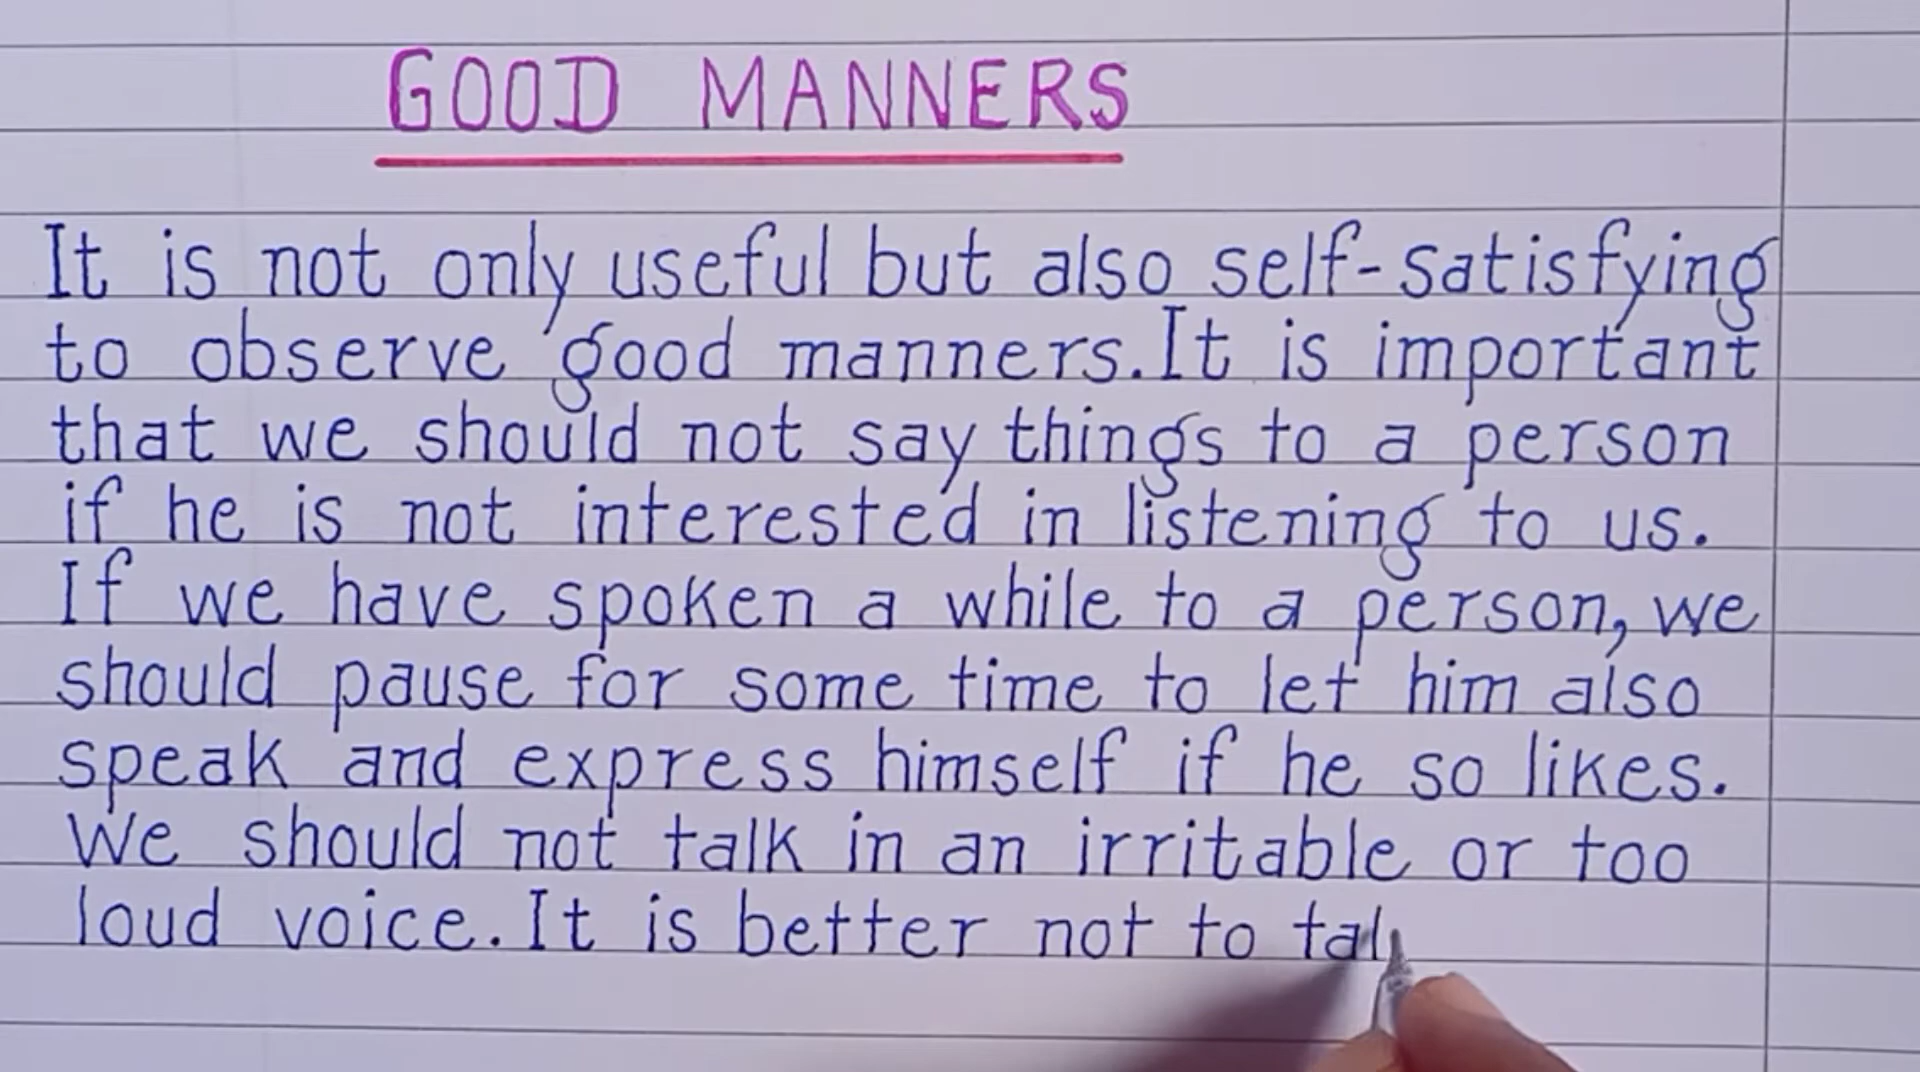 GOOD MANNERS
It is not only useful but also self-satisfying
to observe good manners. It is important
that we should not say things to a person
if he is not interested in listening to us.
If we have spoken a while to a person, we
should pause for some time to let him also
speak and express himself if he so likes.
We should not talk in an irritable or too
loud voice. It is better not to tal